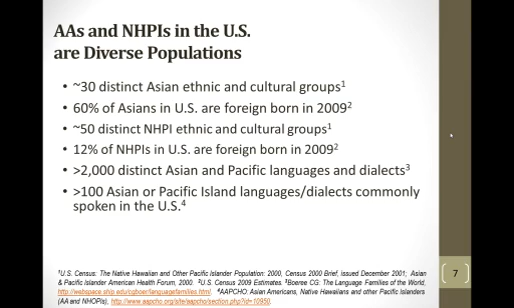 AAs and NHPIs in the U.S.
are Diverse Populations
• ~30 distinct Asian ethnic and cultural groups¹
• 60% of Asians in U.S. are foreign born in 2009²
• ~50 distinct NHPI ethnic and cultural groups¹
• 12% of NHPIs in U.S. are foreign born in 2009²
• >2,000 distinct Asian and Pacific languages and dialects³
• >100 Asian or Pacific Island languages/dialects commonly
spoken in the U.S.⁴
¹U.S. Census: The Native Hawaiian and Other Pacific Islander Population: 2000, Census 2000 Brief, issued December 2001; Asian
& Pacific Islander American Health Forum, 2000. ²U.S. Census 2009 Estimates. ³Boeree CG: The Language Families of the World,
http://webspace.ship.edu/cgboer/languagefamilies.html. ⁴AAPCHO. Asian Americans, Native Hawaiians and other Pacific Islanders
(AA and NHOPIs), http://www.aapcho.org/site/aapcho/section.php?id=10950.
7